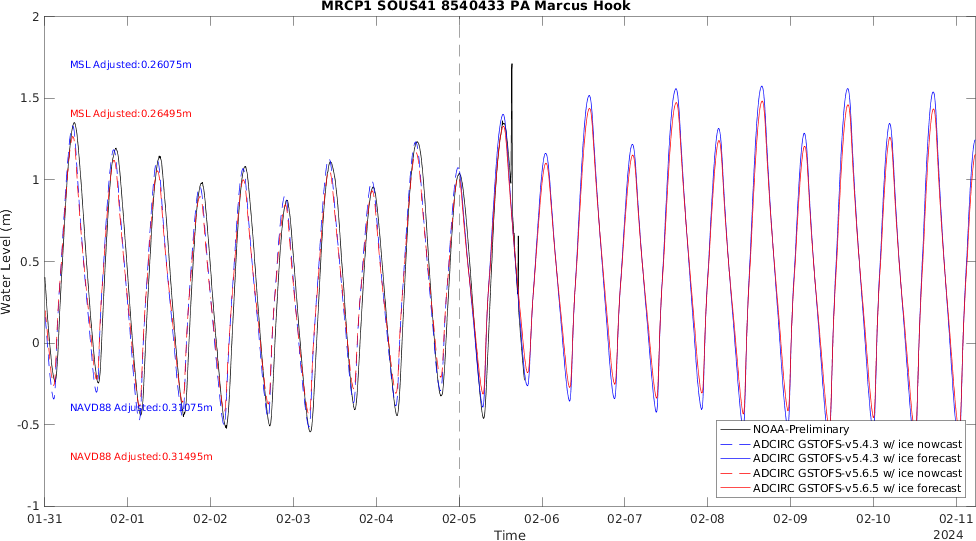 MRCP1 SOUS41 8540433 PA Marcus Hook
2
1.5
1
0.5
0
-0.5
-1
Water Level (m)
MSL Adjusted:0.26075m
MSL Adjusted:0.26495m
NAVD88 Adjusted:0.31075m
NAVD88 Adjusted:0.31495m
NOAA-Preliminary
ADCIRC GSTOFS-v5.4.3 w/ ice nowcast
ADCIRC GSTOFS-v5.4.3 w/ ice forecast
ADCIRC GSTOFS-v5.6.5 w/ ice nowcast
ADCIRC GSTOFS-v5.6.5 w/ ice forecast
01-31 02-01 02-02 02-03 02-04 02-05 02-06 02-07 02-08 02-09 02-10 02-11
Time
2024